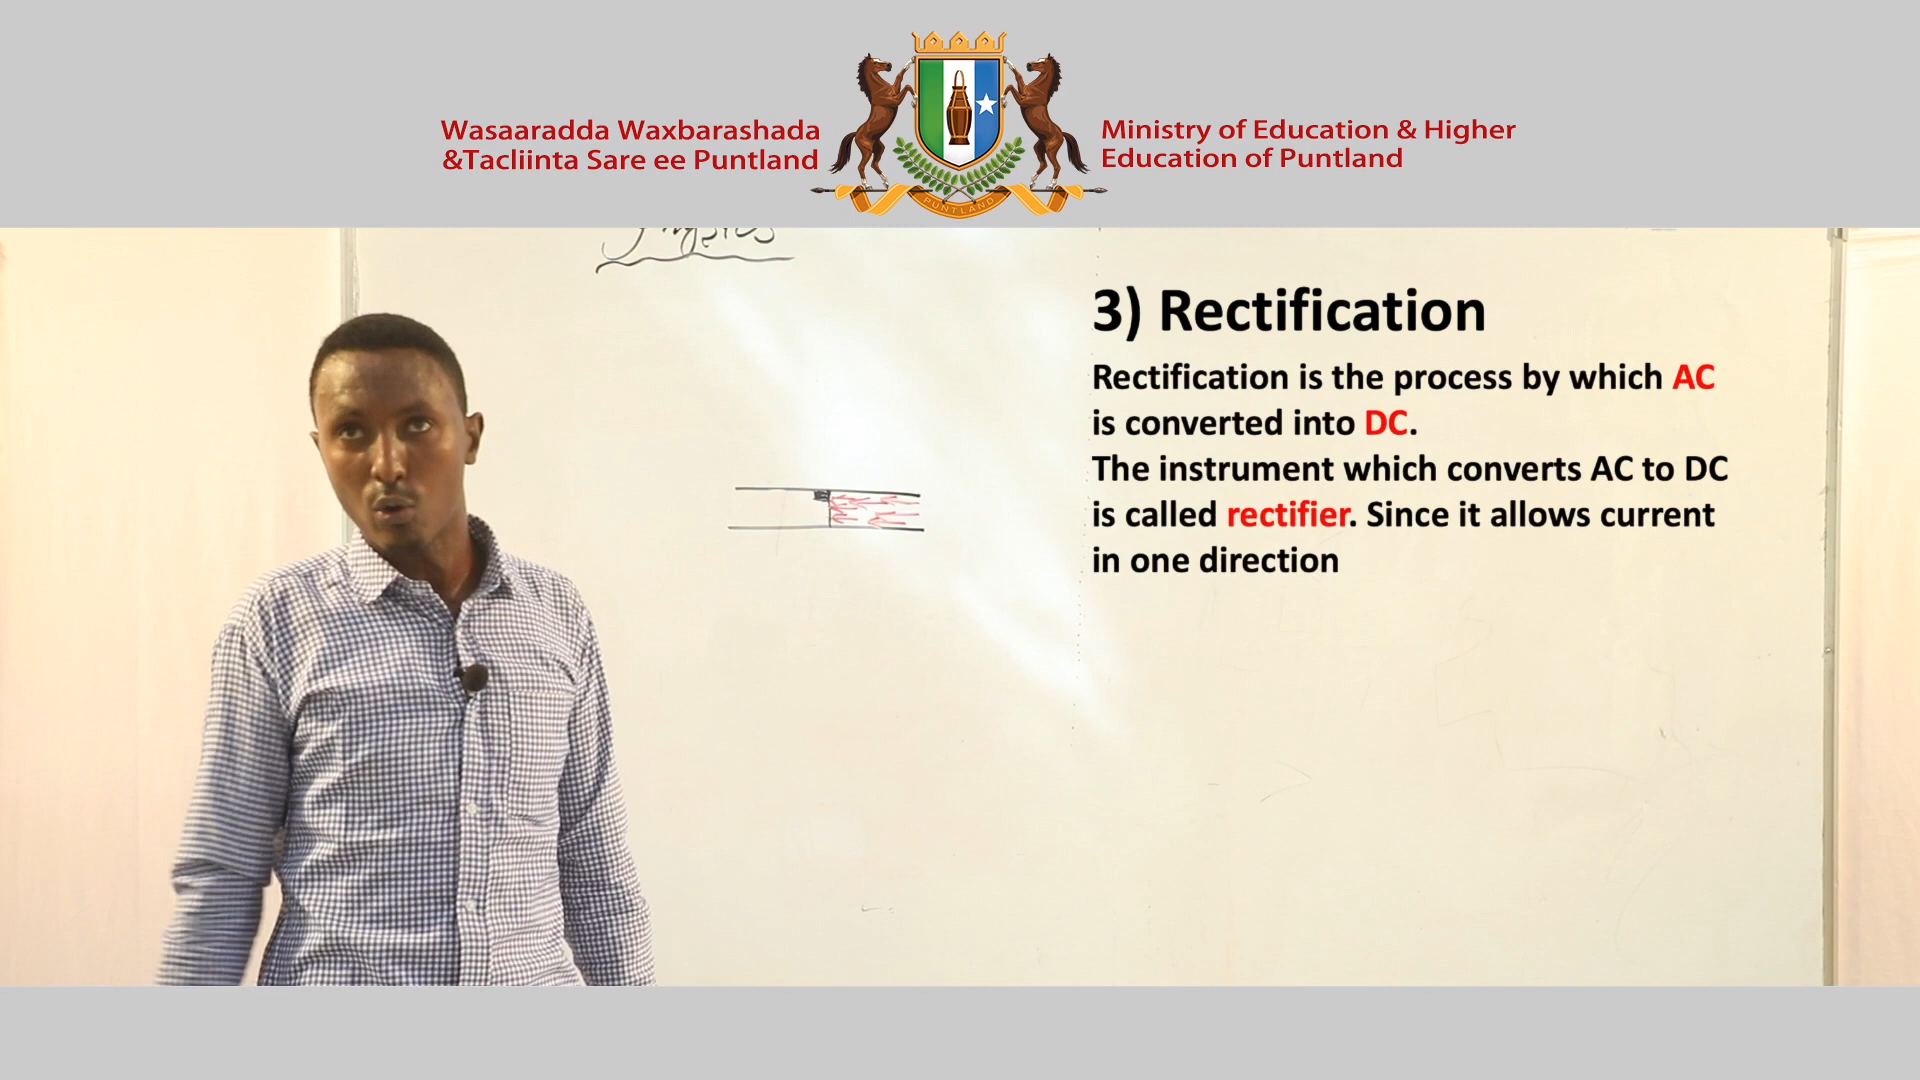 Wasaaradda Waxbarashada
&Tacliinta Sare ee Puntland
PUNTLAND
Ministry of Education & Higher
Education of Puntland
Physics
3) Rectification
Rectification is the process by which AC
is converted into DC.
The instrument which converts AC to DC
is called rectifier. Since it allows current
in one direction